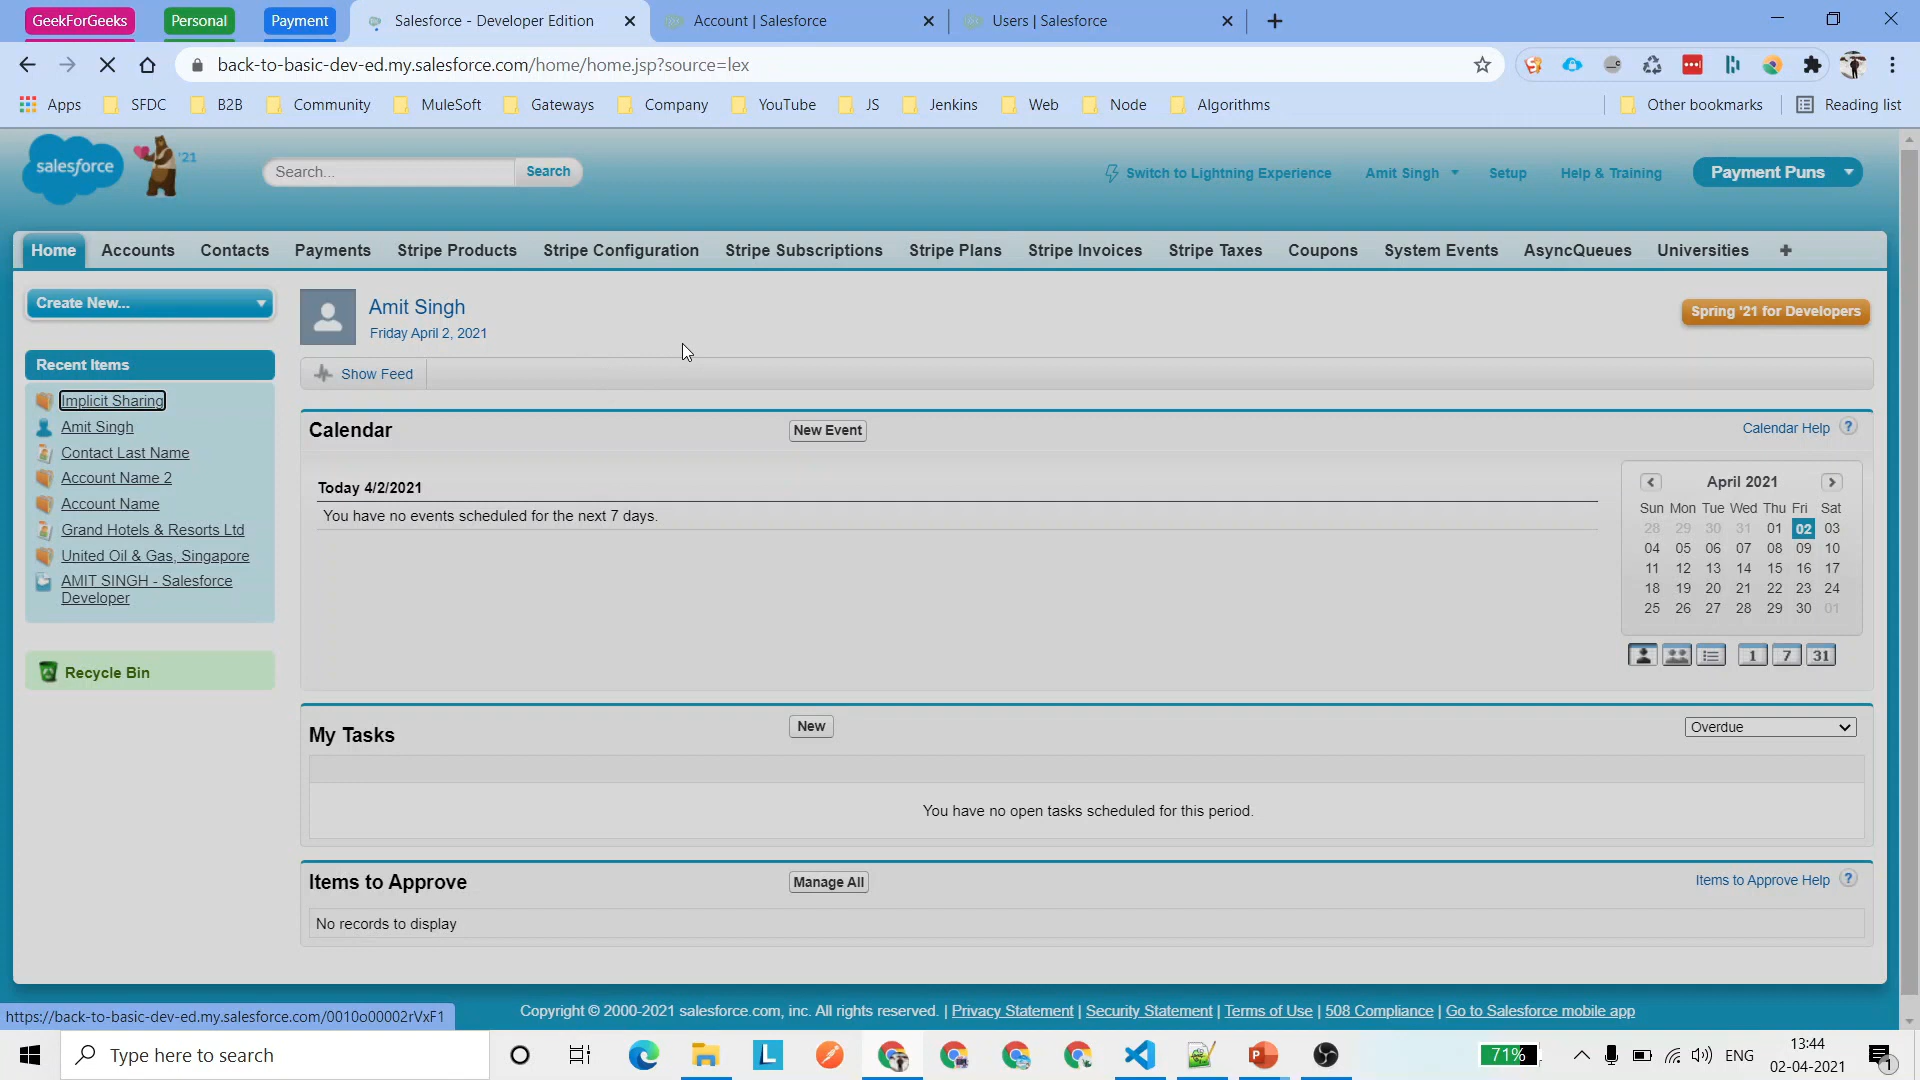 GeekForGeeks
Personal
Payment
Salesforce - Developer Edition
Account | Salesforce
Users | Salesforce
back-to-basic-dev-ed.my.salesforce.com/home/home.jsp?source=lex
Apps
SFDC
B2B
Community
MuleSoft
Gateways
Company
YouTube
JS
Jenkins
Web
Node
Algorithms
Other bookmarks
Reading list
salesforce
'21
Search...
Search
Switch to Lightning Experience
Amit Singh
Setup
Help & Training
Payment Puns
Home
Accounts
Contacts
Payments
Stripe Products
Stripe Configuration
Stripe Subscriptions
Stripe Plans
Stripe Invoices
Stripe Taxes
Coupons
System Events
AsyncQueues
Universities
Create New...
Recent Items
Implicit Sharing
Amit Singh
Contact Last Name
Account Name 2
Account Name
Grand Hotels & Resorts Ltd
United Oil & Gas, Singapore
AMIT SINGH - Salesforce
Developer
Recycle Bin
Amit Singh
Friday April 2, 2021
Spring '21 for Developers
Show Feed
Calendar
New Event
Calendar Help
?
Today 4/2/2021
You have no events scheduled for the next 7 days.
April 2021
Sun Mon Tue Wed Thu Fri Sat
28 29 30 31 01 02 03
04 05 06 07 08 09 10
11 12 13 14 15 16 17
18 19 20 21 22 23 24
25 26 27 28 29 30 01
1 7 31
My Tasks
New
Overdue
You have no open tasks scheduled for this period.
Items to Approve
Manage All
Items to Approve Help
?
No records to display
Copyright © 2000-2021 salesforce.com, inc. All rights reserved. | Privacy Statement | Security Statement | Terms of Use | 508 Compliance | Go to Salesforce mobile app
https://back-to-basic-dev-ed.my.salesforce.com/0010o00002rVxF1
Type here to search
L
71%
ENG
13:44
02-04-2021
1